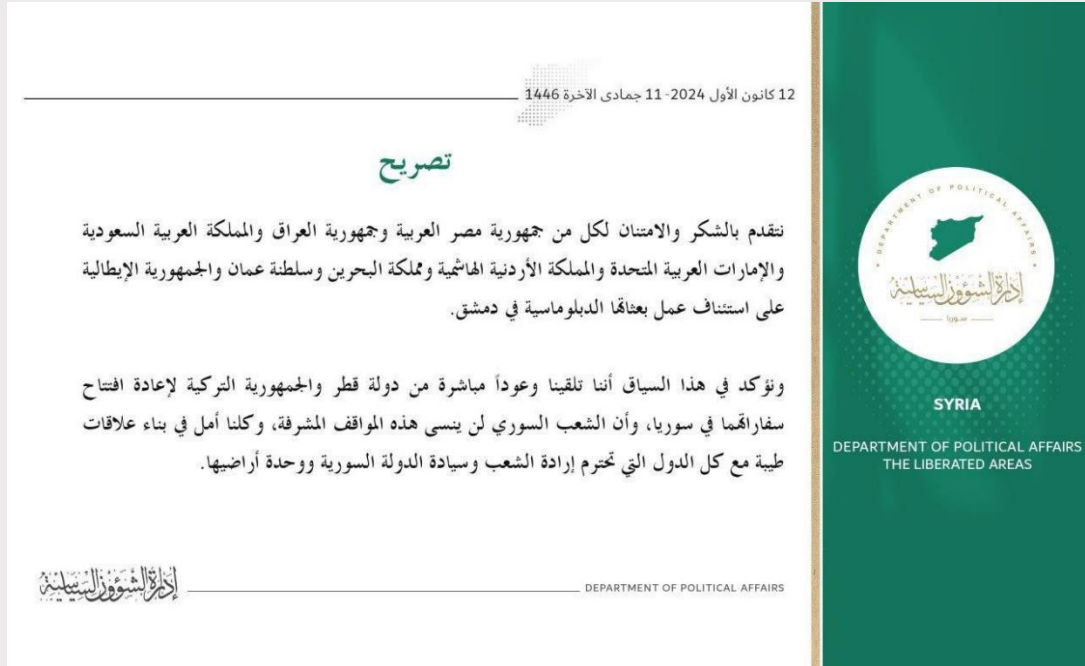 12 كانون الأول 2024- 11 جمادى الآخرة 1446
تصريح
نتقدم بالشكر والامتنان لكل من جمهورية مصر العربية وجمهورية العراق والمملكة العربية السعودية
والإمارات العربية المتحدة والمملكة الأردنية الهاشمية ومملكة البحرين وسلطنة عمان والجمهورية الإيطالية
على استئناف عمل بعثاتها الدبلوماسية في دمشق.
ونؤكد في هذا السياق أننا تلقينا وعوداً مباشرة من دولة قطر والجمهورية التركية لإعادة افتتاح
سفاراتهما في سوريا، وأن الشعب السوري لن ينسى هذه المواقف المشرفة، وكلنا أمل في بناء علاقات
طيبة مع كل الدول التي تحترم إرادة الشعب وسيادة الدولة السورية ووحدة أراضيها.
إدارة الشؤون السياسية
DEPARTMENT OF POLITICAL AFFAIRS
DEPARTMENT OF POLITICAL AFFAIRS
إدارة الشؤون السياسية
سوريا
SYRIA
DEPARTMENT OF POLITICAL AFFAIRS
THE LIBERATED AREAS